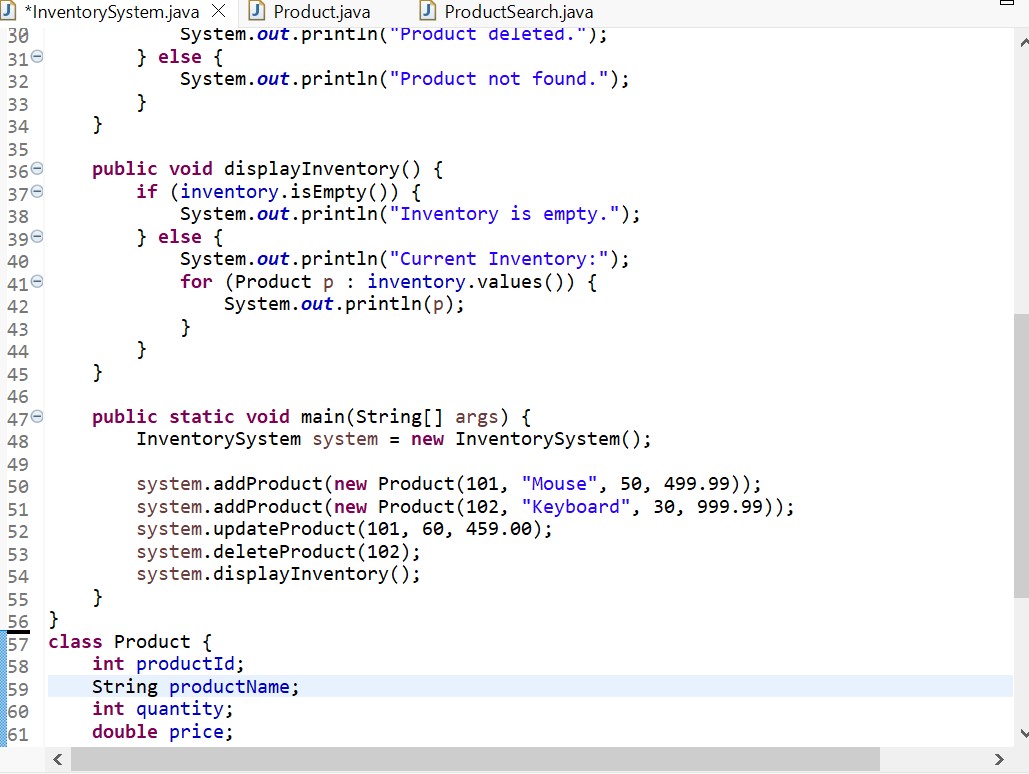 *InventorySystem.java Product.java ProductSearch.java
30 System.out.println("Product deleted.");
31 } else {
32 System.out.println("Product not found.");
33 }
34 }
35
36 public void displayInventory() {
37 if (inventory.isEmpty()) {
38 System.out.println("Inventory is empty.");
39 } else {
40 System.out.println("Current Inventory:");
41 for (Product p : inventory.values()) {
42 System.out.println(p);
43 }
44 }
45 }
46
47 public static void main(String[] args) {
48 InventorySystem system = new InventorySystem();
49
50 system.addProduct(new Product(101, "Mouse", 50, 499.99));
51 system.addProduct(new Product(102, "Keyboard", 30, 999.99));
52 system.updateProduct(101, 60, 459.00);
53 system.deleteProduct(102);
54 system.displayInventory();
55 }
56 }
57 class Product {
58 int productId;
59 String productName;
60 int quantity;
61 double price;